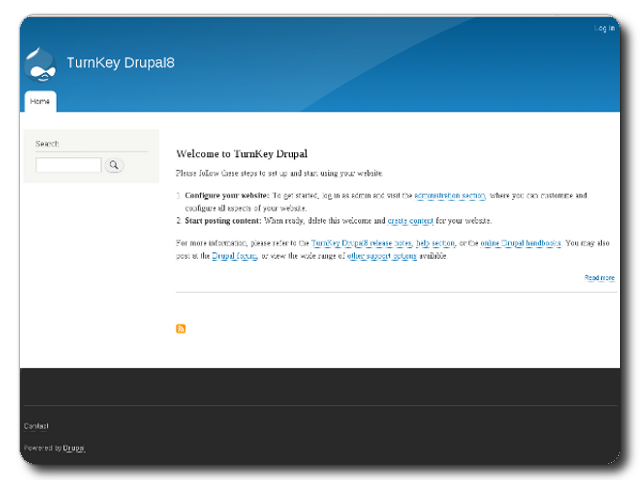 Log in
TurnKey Drupal8
Home
Search
Welcome to TurnKey Drupal
Please follow these steps to set up and start using your website.
1. Configure your website: To get started, log in as admin and visit the administration section, where you can customize and
configure all aspects of your website.
2. Start posting content: When ready, delete this welcome and create content for your website.
For more information, please refer to the TurnKey Drupal8 release notes, help section, or the online Drupal handbooks. You may also
post at the Drupal forum, or view the wide range of other support options available.
Read more
Contact
Powered by Drupal